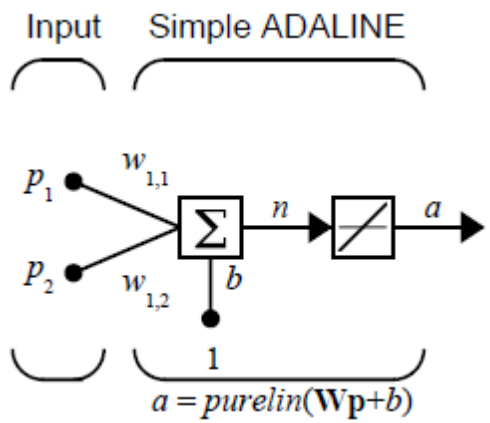 Input Simple ADALINE
p1 w1,1
Σ n a
p2 w1,2 b
1
a = purelin(Wp+b)